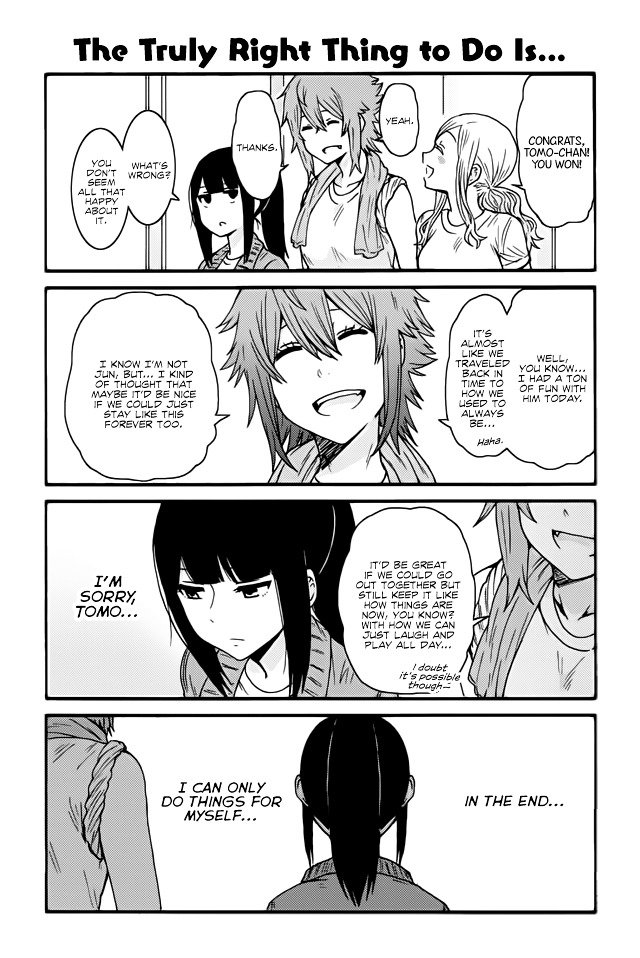 The Truly Right Thing to Do Is...
CONGRATS,
TOMO-CHAN!
YOU WON!
YEAH.
THANKS.
WHAT'S
WRONG?
YOU
DON'T
SEEM
ALL THAT
HAPPY
ABOUT
IT.
WELL,
YOU KNOW...
I HAD A TON
OF FUN WITH
HIM TODAY.
IT'S
ALMOST
LIKE WE
TRAVELED
BACK IN
TIME TO
HOW WE
USED TO
ALWAYS
BE...
Haha.
I KNOW I'M NOT
JUN, BUT... I KIND
OF THOUGHT THAT
MAYBE IT'D BE NICE
IF WE COULD JUST
STAY LIKE THIS
FOREVER TOO.
IT'D BE GREAT
IF WE COULD GO
OUT TOGETHER BUT
STILL KEEP IT LIKE
HOW THINGS ARE
NOW, YOU KNOW?
WITH HOW WE CAN
JUST LAUGH AND
PLAY ALL DAY...
I doubt
it's possible
though—
I'M
SORRY,
TOMO...
IN THE END...
I CAN ONLY
DO THINGS FOR
MYSELF...